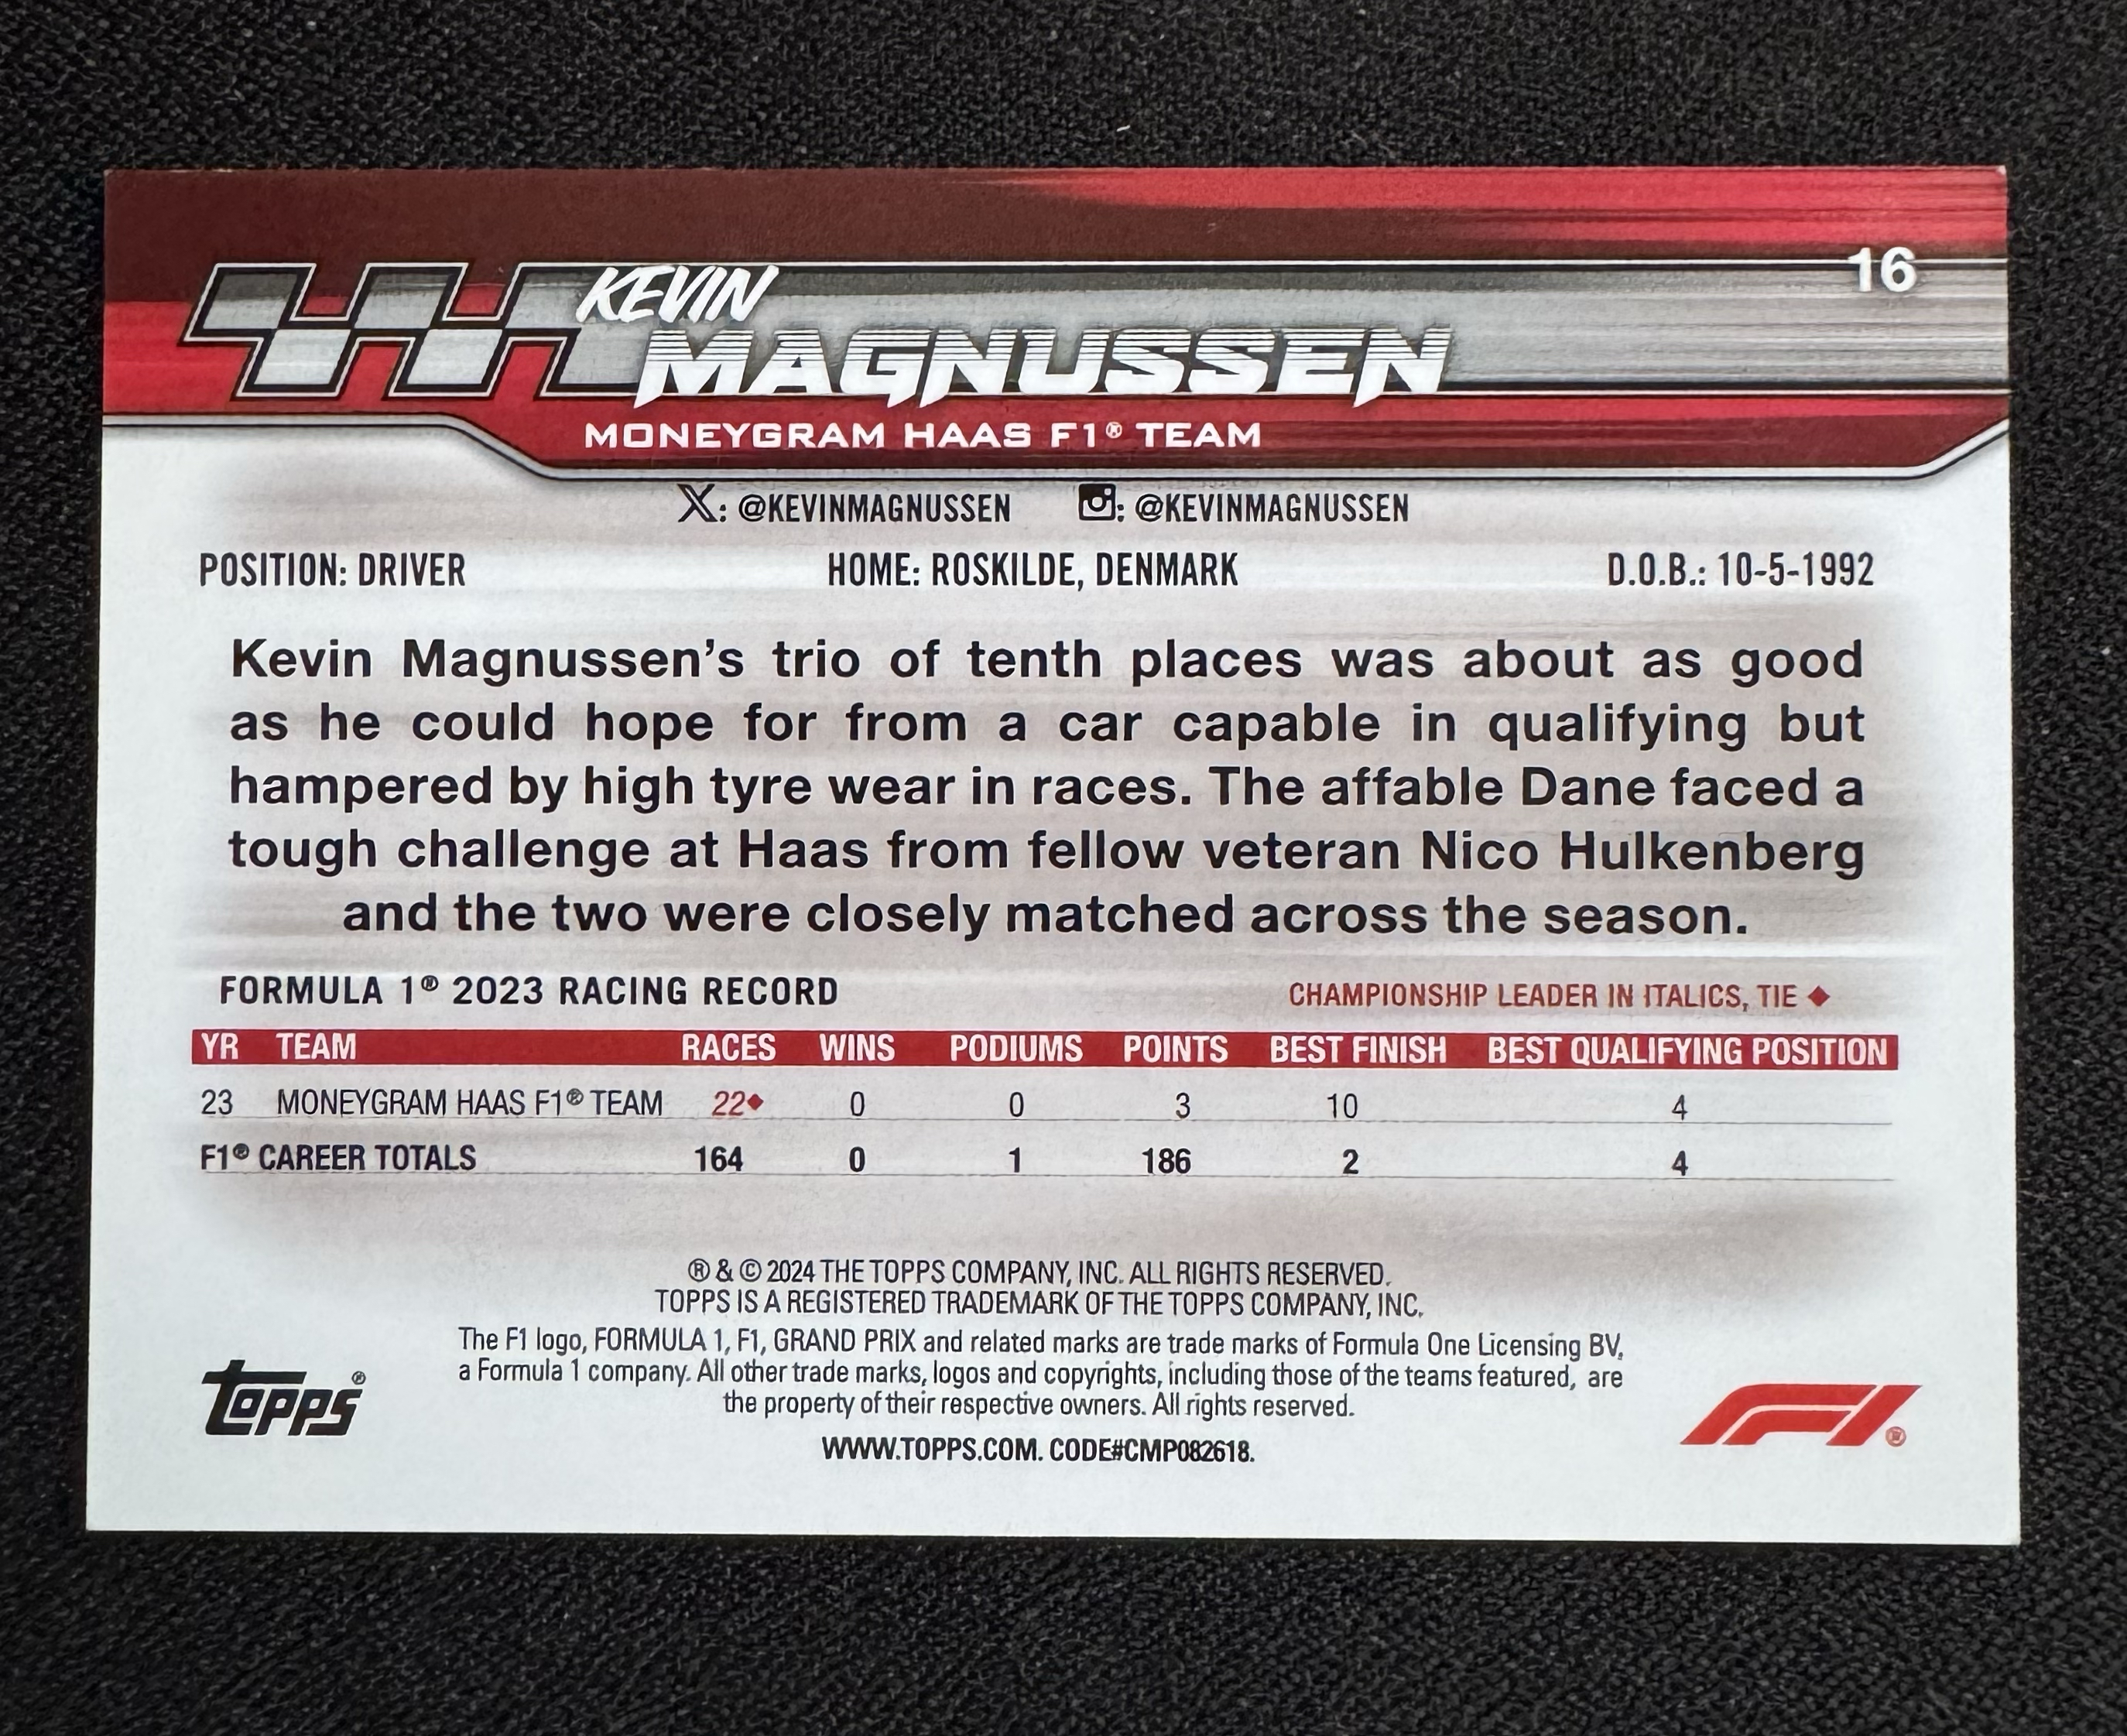 16
KEVIN
MAGNUSSEN
MONEYGRAM HAAS F1® TEAM
X: @KEVINMAGNUSSEN : @KEVINMAGNUSSEN
POSITION: DRIVER HOME: ROSKILDE, DENMARK D.O.B.: 10-5-1992
Kevin Magnussen's trio of tenth places was about as good
as he could hope for from a car capable in qualifying but
hampered by high tyre wear in races. The affable Dane faced a
tough challenge at Haas from fellow veteran Nico Hulkenberg
and the two were closely matched across the season.
FORMULA 1® 2023 RACING RECORD CHAMPIONSHIP LEADER IN ITALICS, TIE ◆
YR TEAM RACES WINS PODIUMS POINTS BEST FINISH BEST QUALIFYING POSITION
23 MONEYGRAM HAAS F1® TEAM 22◆ 0 0 3 10 4
F1® CAREER TOTALS 164 0 1 186 2 4
® & © 2024 THE TOPPS COMPANY, INC. ALL RIGHTS RESERVED.
TOPPS IS A REGISTERED TRADEMARK OF THE TOPPS COMPANY, INC.
The F1 logo, FORMULA 1, F1, GRAND PRIX and related marks are trade marks of Formula One Licensing BV,
a Formula 1 company. All other trade marks, logos and copyrights, including those of the teams featured, are
the property of their respective owners. All rights reserved.
WWW.TOPPS.COM. CODE#CMP082618.
Topps®
F1®